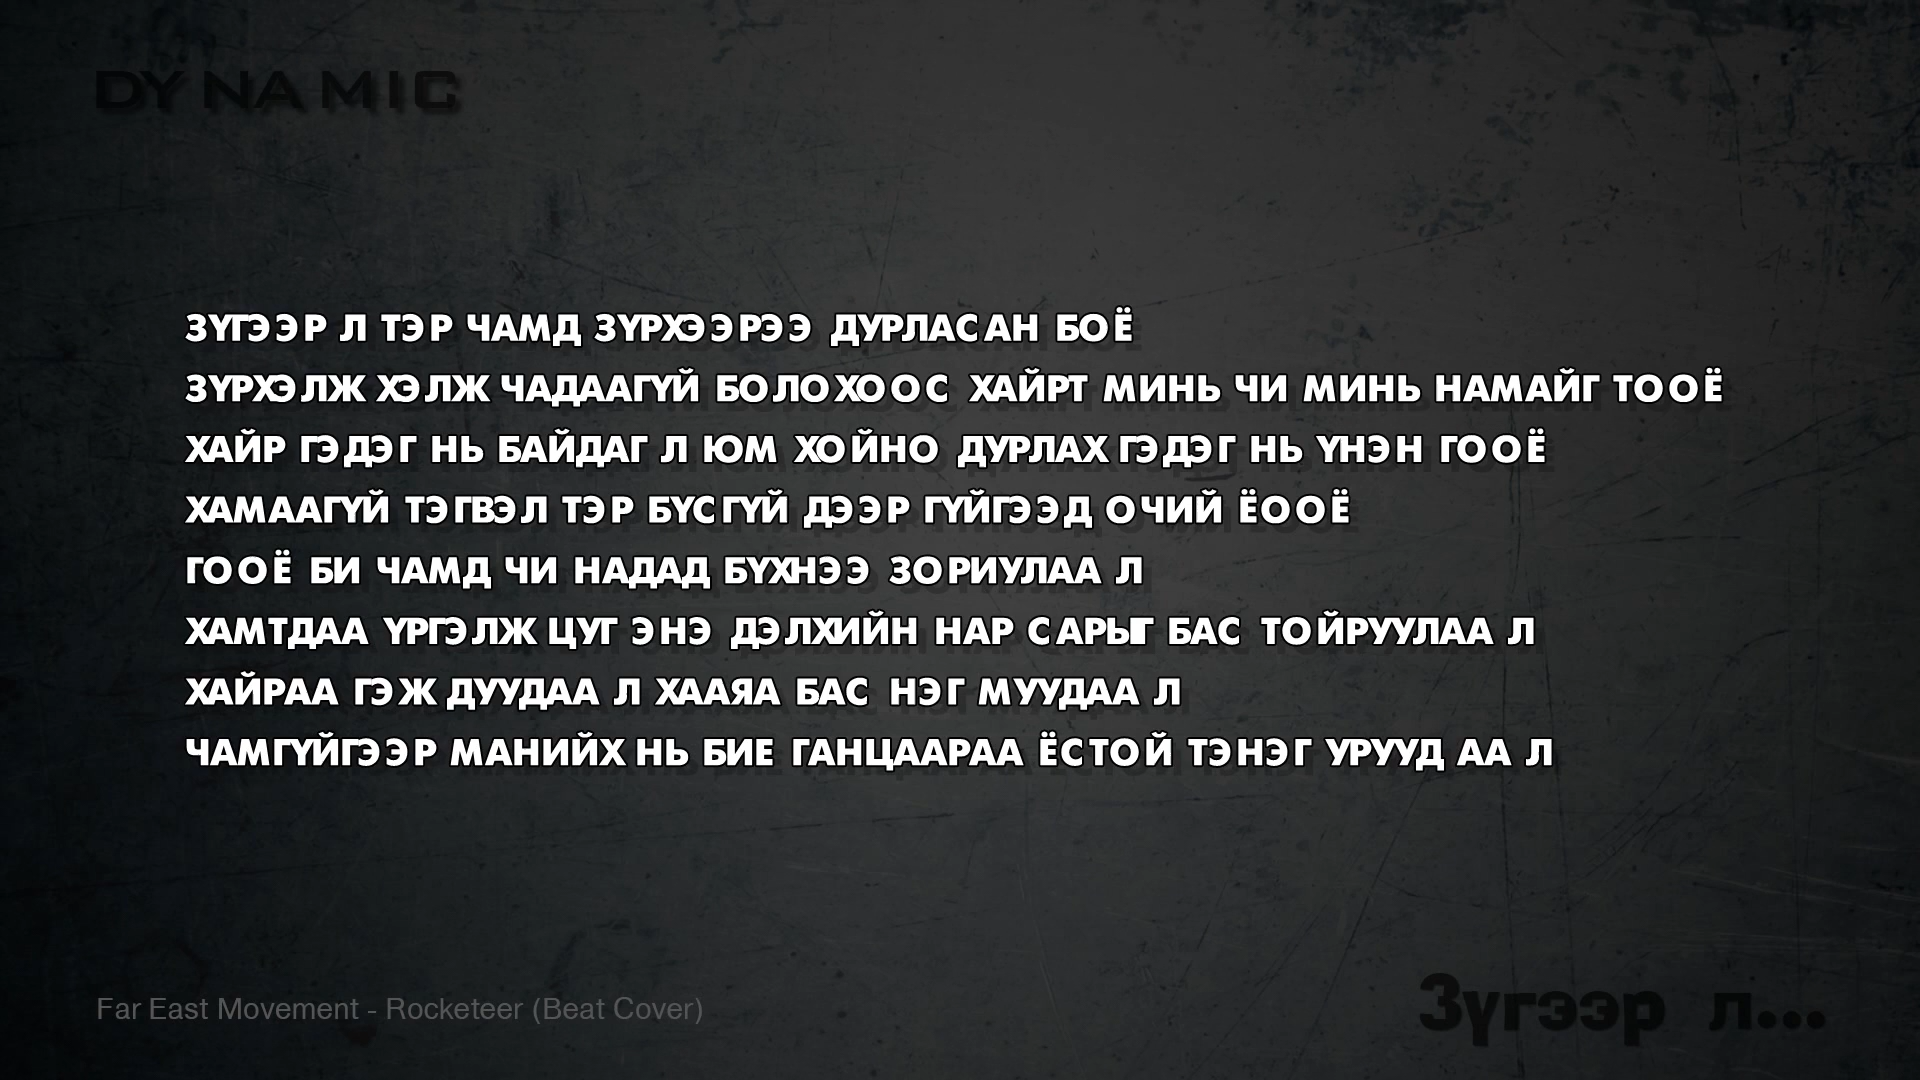 DYNAMIC
ЗҮГЭЭР Л ТЭР ЧАМД ЗҮРХЭЭРЭЭ ДУРЛАСАН БОЁ
ЗҮРХЭЛЖ ХЭЛЖ ЧАДААГҮЙ БОЛОХООС ХАЙРТ МИНЬ ЧИ МИНЬ НАМАЙГ ТООЁ
ХАЙР ГЭДЭГ НЬ БАЙДАГ Л ЮМ ХОЙНО ДУРЛАХ ГЭДЭГ НЬ ҮНЭН ГООЁ
ХАМААГҮЙ ТЭГВЭЛ ТЭР БҮСГҮЙ ДЭЭР ГҮЙГЭЭД ОЧИЙ ЁООЁ
ГООЁ БИ ЧАМД ЧИ НАДАД БҮХНЭЭ ЗОРИУЛАА Л
ХАМТДАА ҮРГЭЛЖ ЦУГ ЭНЭ ДЭЛХИЙН НАР САРЫГ БАС ТОЙРУУЛАА Л
ХАЙРАА ГЭЖ ДУУДАА Л ХААЯА БАС НЭГ МУУДАА Л
ЧАМГҮЙГЭЭР МАНИЙХ НЬ БИЕ ГАНЦААРАА ЁСТОЙ ТЭНЭГ УРУУД АА Л
Far East Movement - Rocketeer (Beat Cover)
Зүгээр л...